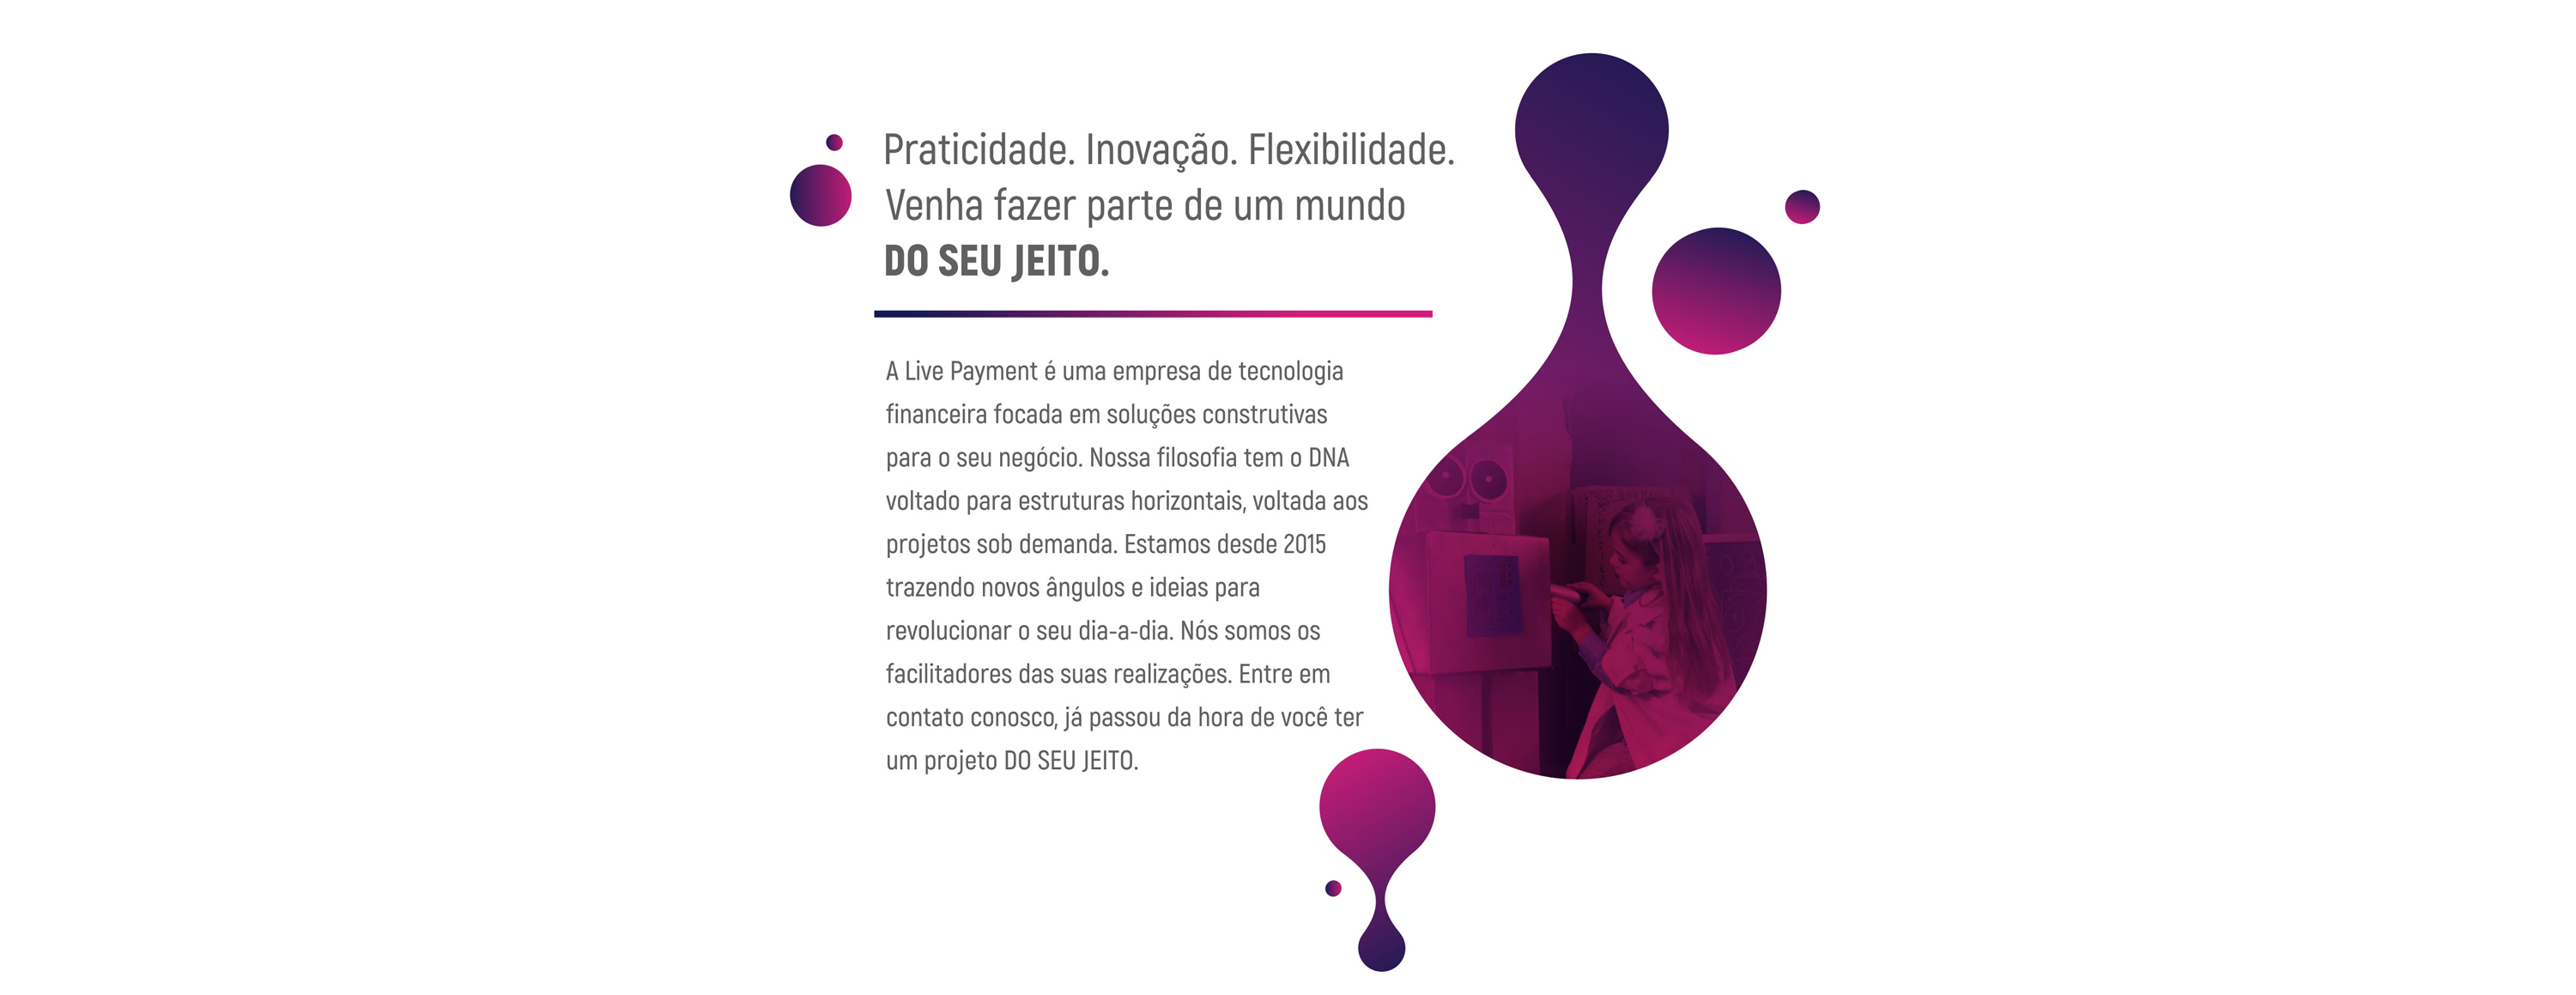 Praticidade. Inovação. Flexibilidade.
Venha fazer parte de um mundo
DO SEU JEITO.
A Live Payment é uma empresa de tecnologia
financeira focada em soluções construtivas
para o seu negócio. Nossa filosofia tem o DNA
voltado para estruturas horizontais, voltada aos
projetos sob demanda. Estamos desde 2015
trazendo novos ângulos e ideias para
revolucionar o seu dia-a-dia. Nós somos os
facilitadores das suas realizações. Entre em
contato conosco, já passou da hora de você ter
um projeto DO SEU JEITO.